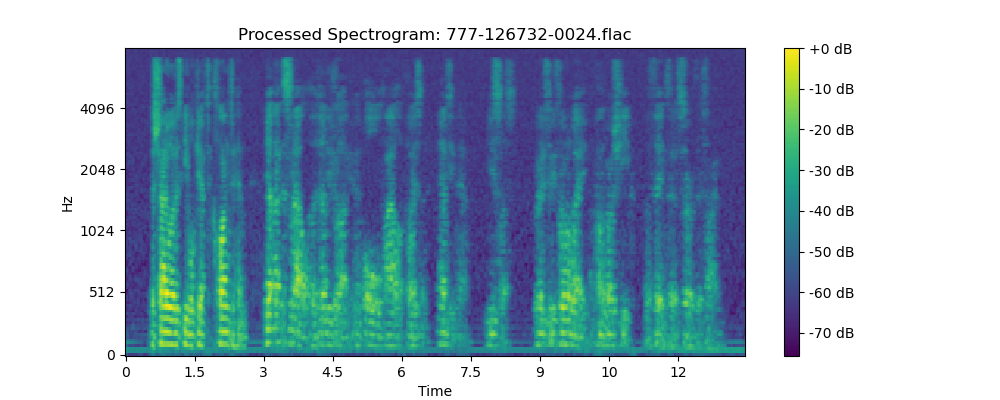 Processed Spectrogram: 777-126732-0024.flac
+0 dB
4096
-10 dB
-20 dB
2048
-30 dB
Hz
1024
-40 dB
-50 dB
512
-60 dB
-70 dB
0
0 1.5 3 4.5 6 7.5 9 10 12
Time